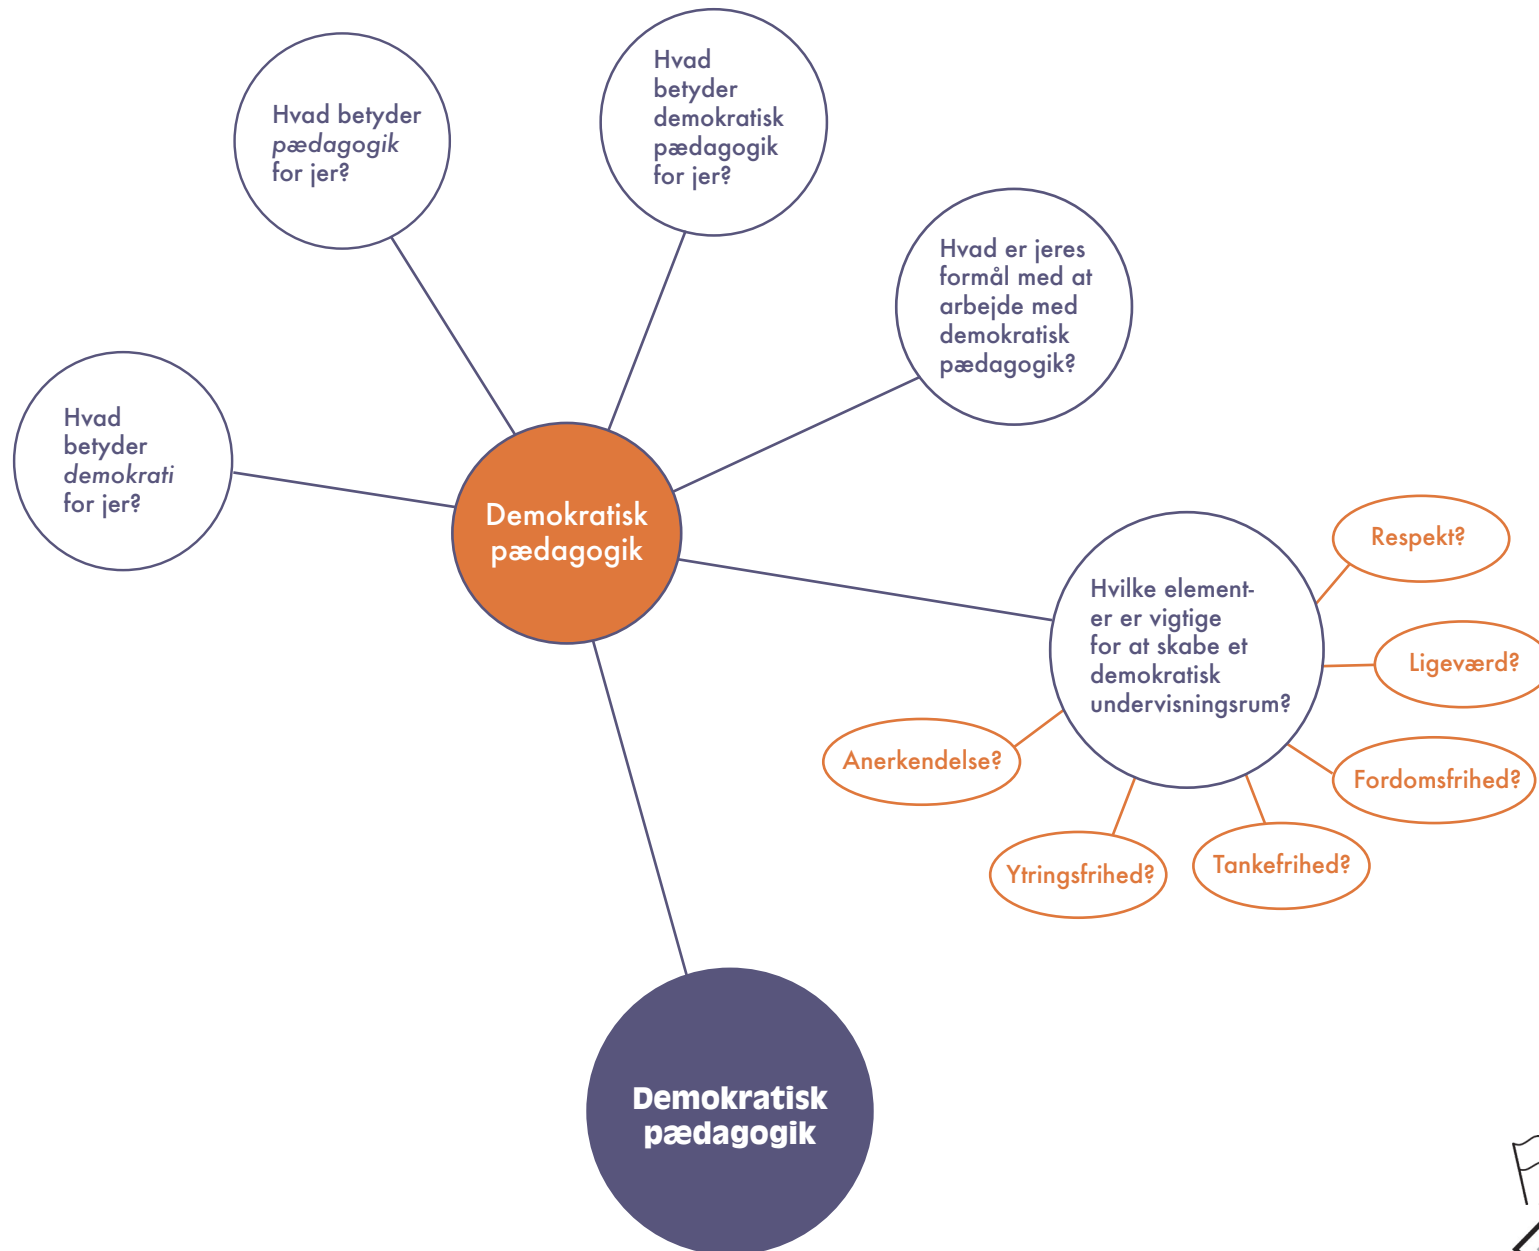 Hvad
betyder
demokratisk
pædagogik
for jer?
Hvad betyder
pædagogik
for jer?
Hvad er jeres
formål med at
arbejde med
demokratisk
pædagogik?
Hvad
betyder
demokrati
for jer?
Demokratisk
pædagogik
Respekt?
Hvilke element-
er er vigtige
for at skabe et
demokratisk
undervisningsrum?
Ligeværd?
Anerkendelse?
Fordomsfrihed?
Ytringsfrihed?
Tankefrihed?
Demokratisk
pædagogik